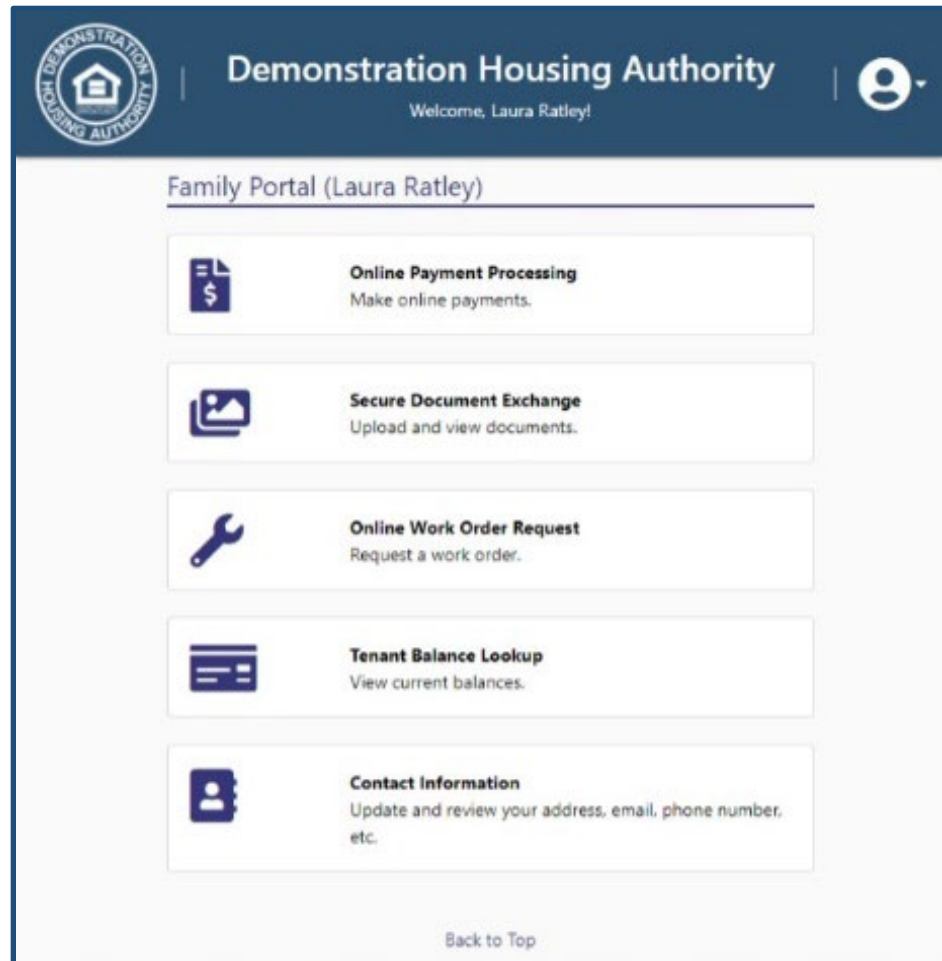 DEMONSTRATION
HOUSING AUTHORITY
Demonstration Housing Authority
Welcome, Laura Ratley!
Family Portal (Laura Ratley)
Online Payment Processing
Make online payments.
Secure Document Exchange
Upload and view documents.
Online Work Order Request
Request a work order.
Tenant Balance Lookup
View current balances.
Contact Information
Update and review your address, email, phone number,
etc.
Back to Top